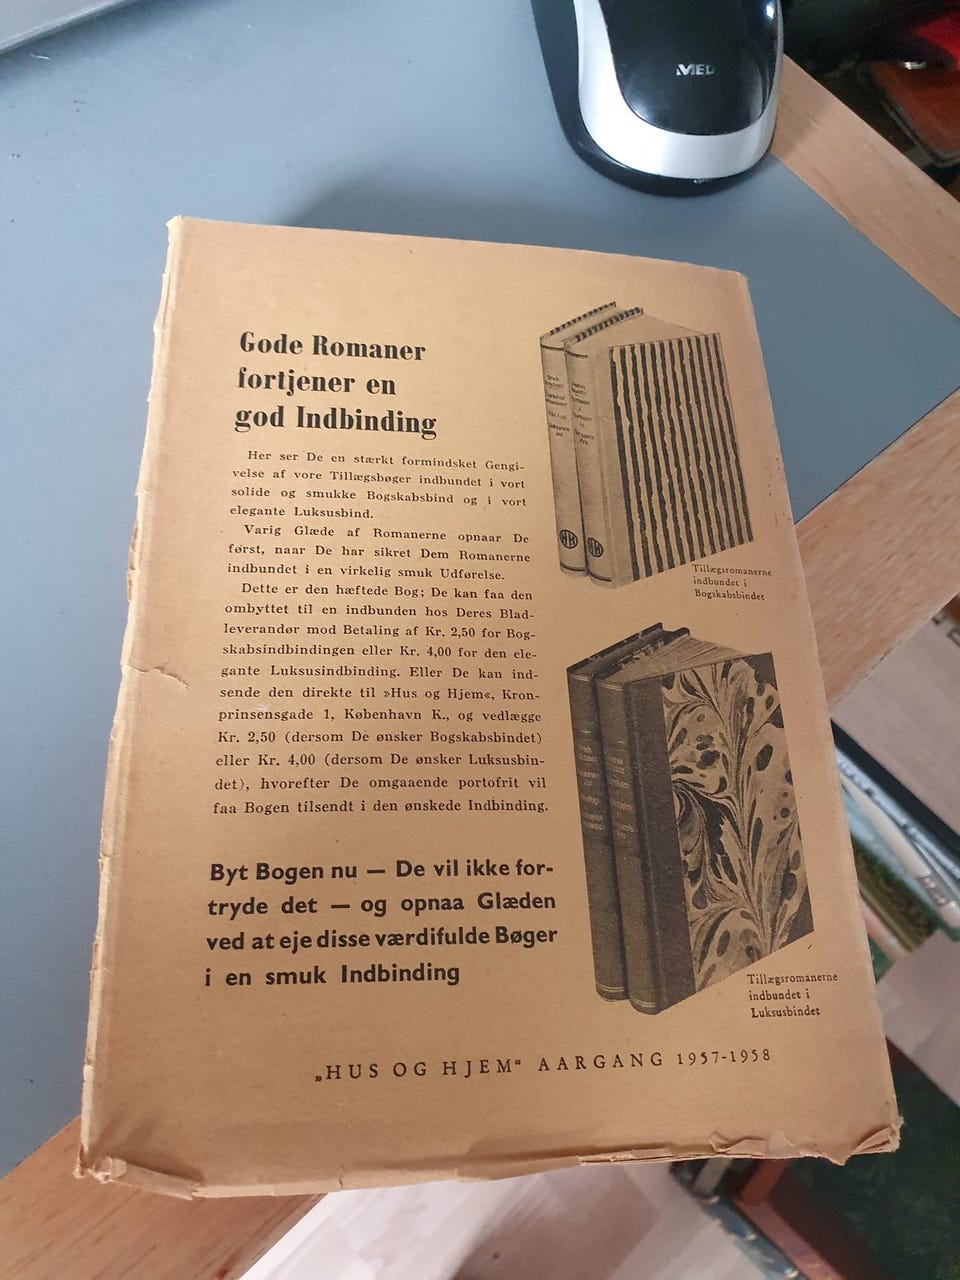 MED
Gode Romaner
fortjener en
god Indbinding
Her ser De en stærkt formindsket Gengi-
velse af vore Tillægsbøger indbundet i vort
solide og smukke Bogskabsbind og i vort
elegante Luksusbind.
Varig Glæde af Romanerne opnaar De
først, naar De har sikret Dem Romanerne
indbundet i en virkelig smuk Udførelse.
Dette er den hæftede Bog; De kan faa den
ombyttet til en indbunden hos Deres Blad-
leverandør mod Betaling af Kr. 2,50 for Bog-
skabsindbindingen eller Kr. 4,00 for den ele-
gante Luksusindbinding. Eller De kan ind-
sende den direkte til »Hus og Hjem«, Kron-
prinsensgade 1, København K., og vedlægge
Kr. 2,50 (dersom De ønsker Bogskabsbindet)
eller Kr. 4,00 (dersom De ønsker Luksusbin-
det), hvorefter De omgaaende portofrit vil
faa Bogen tilsendt i den ønskede Indbinding.
Byt Bogen nu — De vil ikke for-
tryde det — og opnaa Glæden
ved at eje disse værdifulde Bøger
i en smuk Indbinding
HH
HH
Tillægsromanerne
indbundet i
Bogskabsbindet
Tillægsromanerne
indbundet i
Luksusbindet
„HUS OG HJEM“ AARGANG 1957-1958